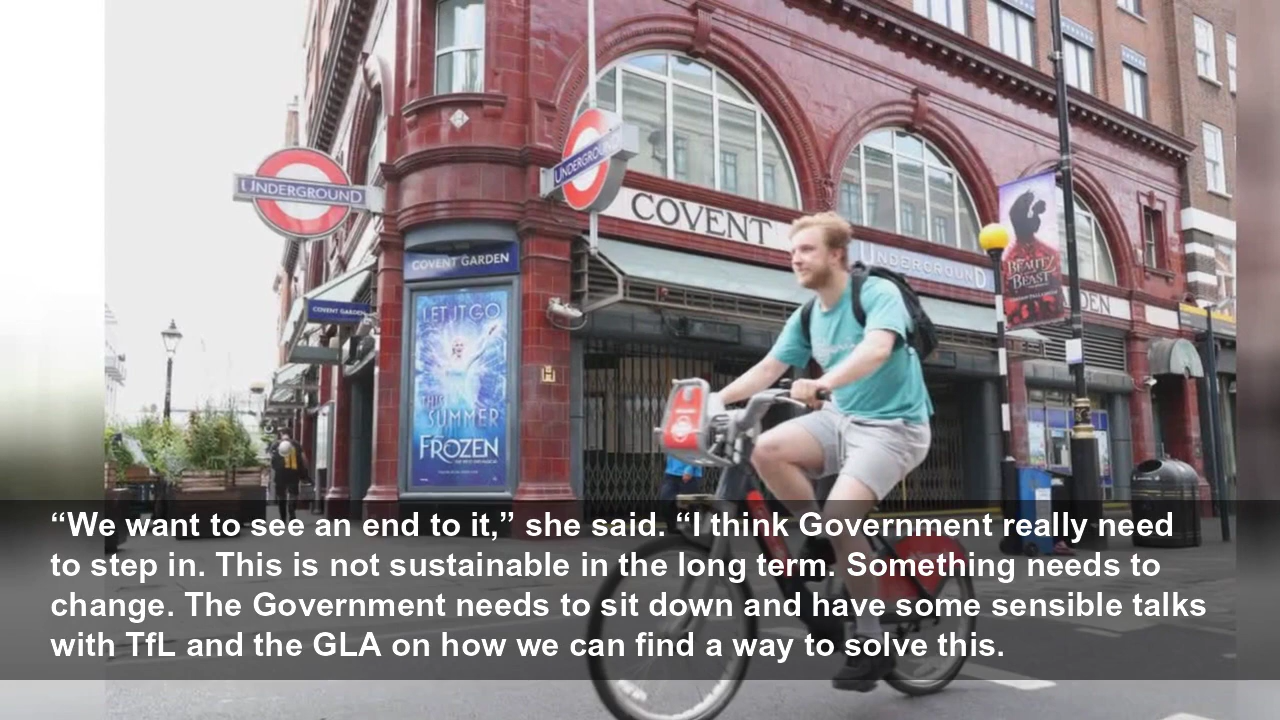 UNDERGROUND
UNDERGROUND
COVENT
UNDERGROUND
COVENT GARDEN
COVENT GARDEN
LET IT GO
THIS
SUMMER
FROZEN
BEAUTY
BEAST
“We want to see an end to it,” she said. “I think Government really need
to step in. This is not sustainable in the long term. Something needs to
change. The Government needs to sit down and have some sensible talks
with TfL and the GLA on how we can find a way to solve this.